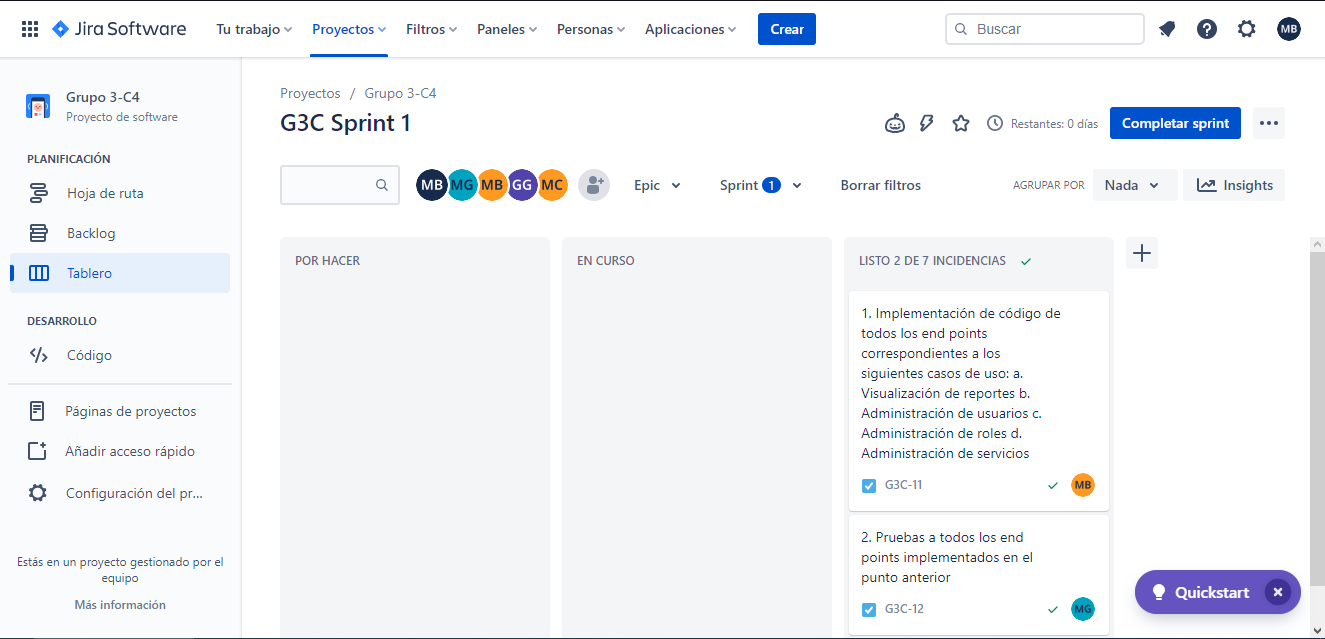 Jira Software
Tu trabajo
Proyectos
Filtros
Paneles
Personas
Aplicaciones
Crear
Buscar
MB
Grupo 3-C4
Proyecto de software
PLANIFICACIÓN
Hoja de ruta
Backlog
Tablero
DESARROLLO
Código
Páginas de proyectos
Añadir acceso rápido
Configuración del pr...
Estás en un proyecto gestionado por el
equipo
Más información
Proyectos / Grupo 3-C4
G3C Sprint 1
Restantes: 0 días
Completar sprint
MB MG MB GG MC
Epic
Sprint 1
Borrar filtros
AGRUPAR POR
Nada
Insights
POR HACER
EN CURSO
LISTO 2 DE 7 INCIDENCIAS
1. Implementación de código de
todos los end points
correspondientes a los
siguientes casos de uso: a.
Visualización de reportes b.
Administración de usuarios c.
Administración de roles d.
Administración de servicios
G3C-11
MB
2. Pruebas a todos los end
points implementados en el
punto anterior
G3C-12
MG
Quickstart